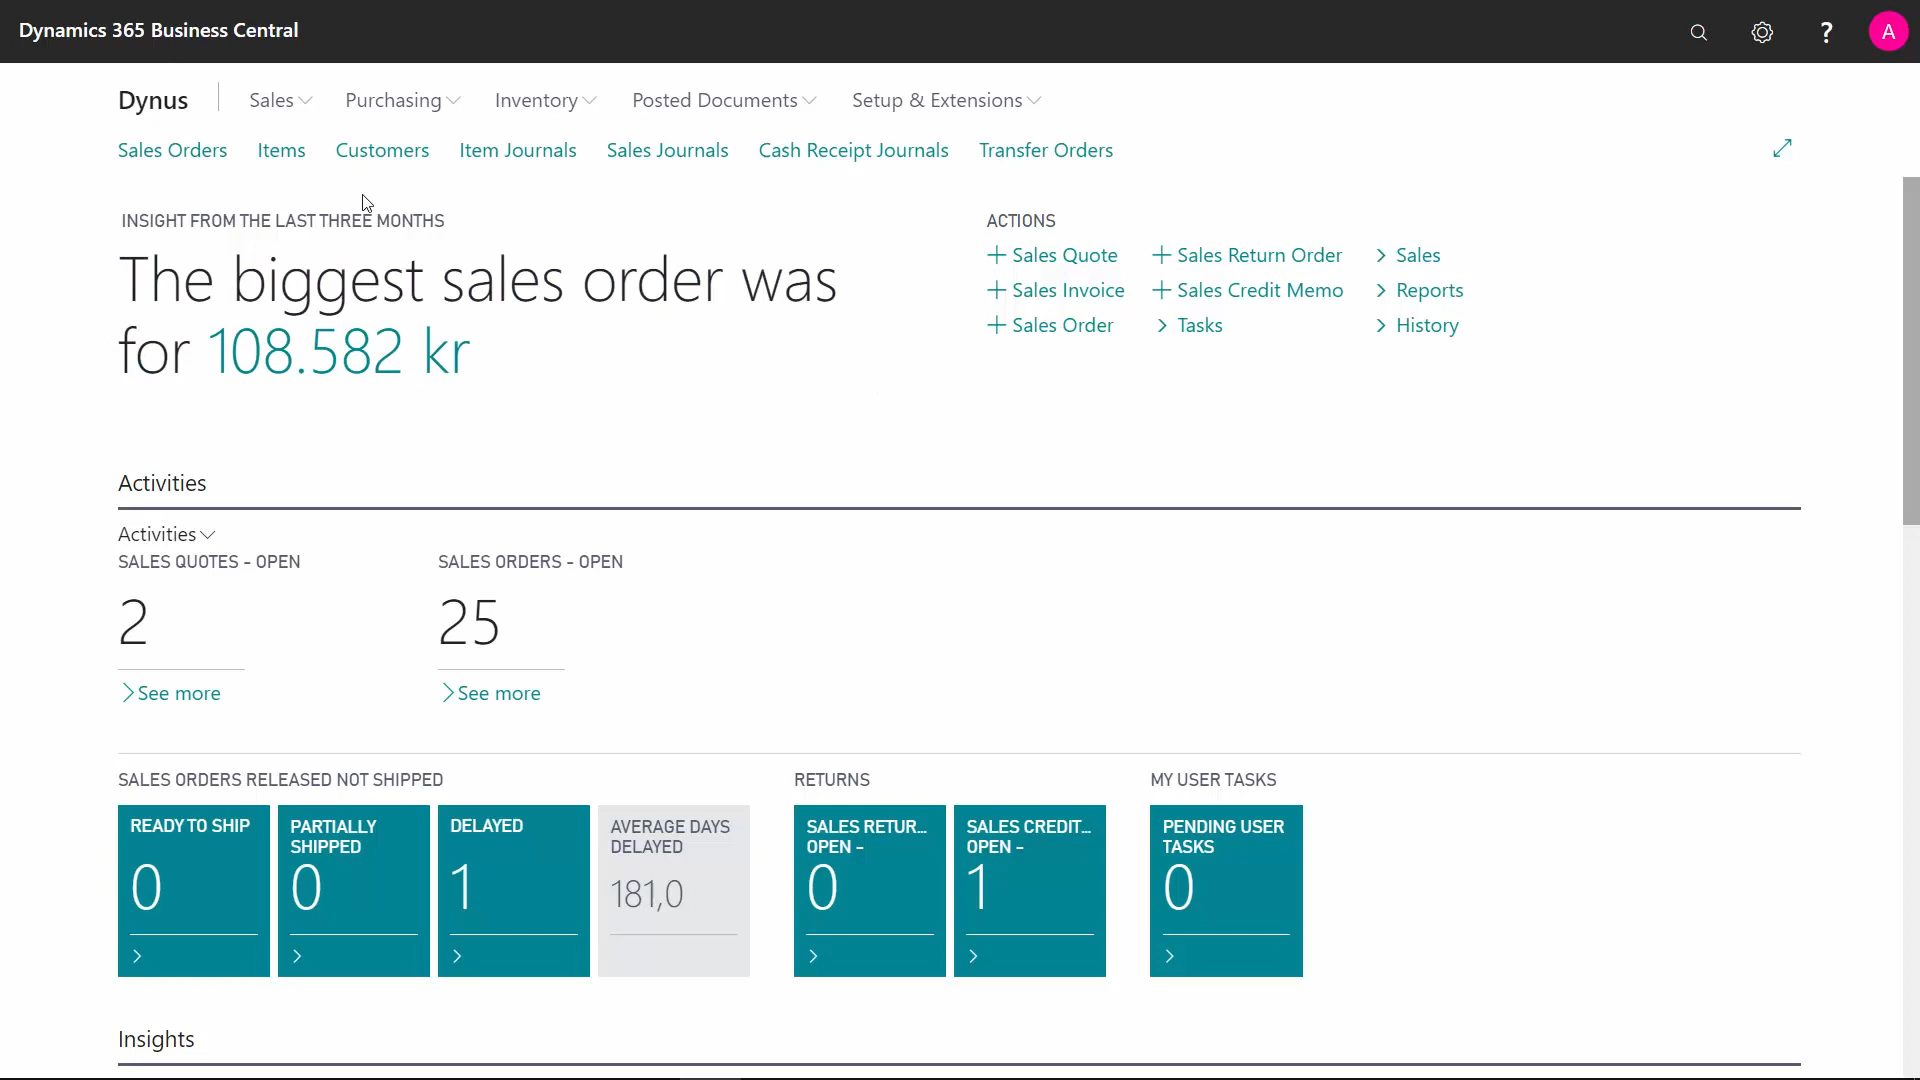 Dynamics 365 Business Central
?
A
Dynus
Sales
Purchasing
Inventory
Posted Documents
Setup & Extensions
Sales Orders
Items
Customers
Item Journals
Sales Journals
Cash Receipt Journals
Transfer Orders
INSIGHT FROM THE LAST THREE MONTHS
The biggest sales order was
for 108.582 kr
ACTIONS
+ Sales Quote
+ Sales Return Order
> Sales
+ Sales Invoice
+ Sales Credit Memo
> Reports
+ Sales Order
> Tasks
> History
Activities
Activities
SALES QUOTES - OPEN
2
> See more
SALES ORDERS - OPEN
25
> See more
SALES ORDERS RELEASED NOT SHIPPED
READY TO SHIP
0
PARTIALLY
SHIPPED
0
DELAYED
1
AVERAGE DAYS
DELAYED
181,0
RETURNS
SALES RETUR...
OPEN -
0
SALES CREDIT...
OPEN -
1
MY USER TASKS
PENDING USER
TASKS
0
Insights